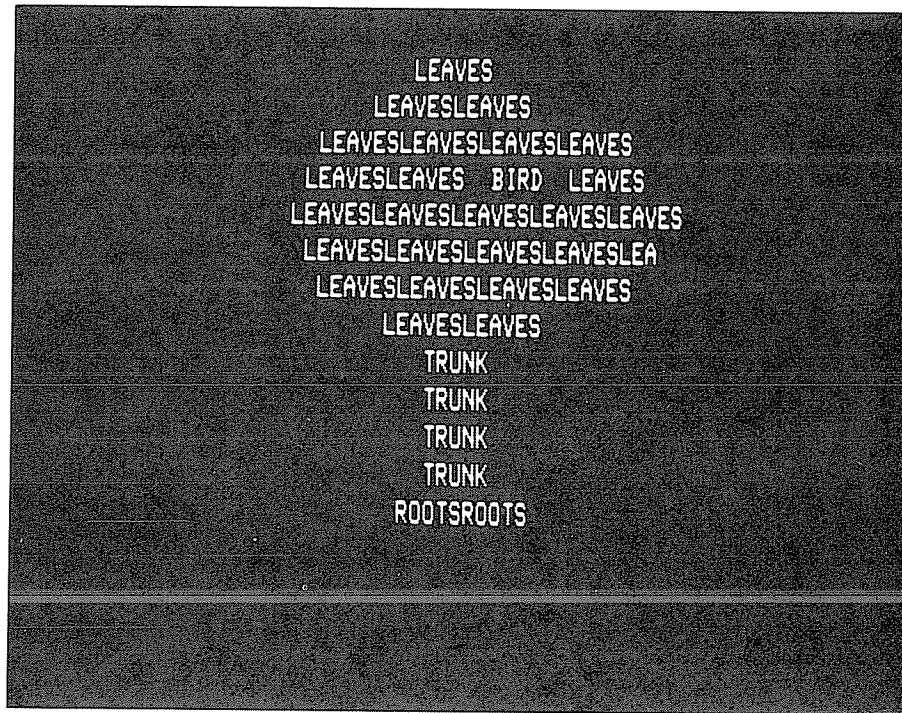 LEAVES
LEAVESLEAVES
LEAVESLEAVESLEAVESLEAVES
LEAVESLEAVES BIRD LEAVES
LEAVESLEAVESLEAVESLEAVESLEAVES
LEAVESLEAVESLEAVESLEAVESLEA
LEAVESLEAVESLEAVESLEAVES
LEAVESLEAVES
TRUNK
TRUNK
TRUNK
TRUNK
ROOTSROOTS